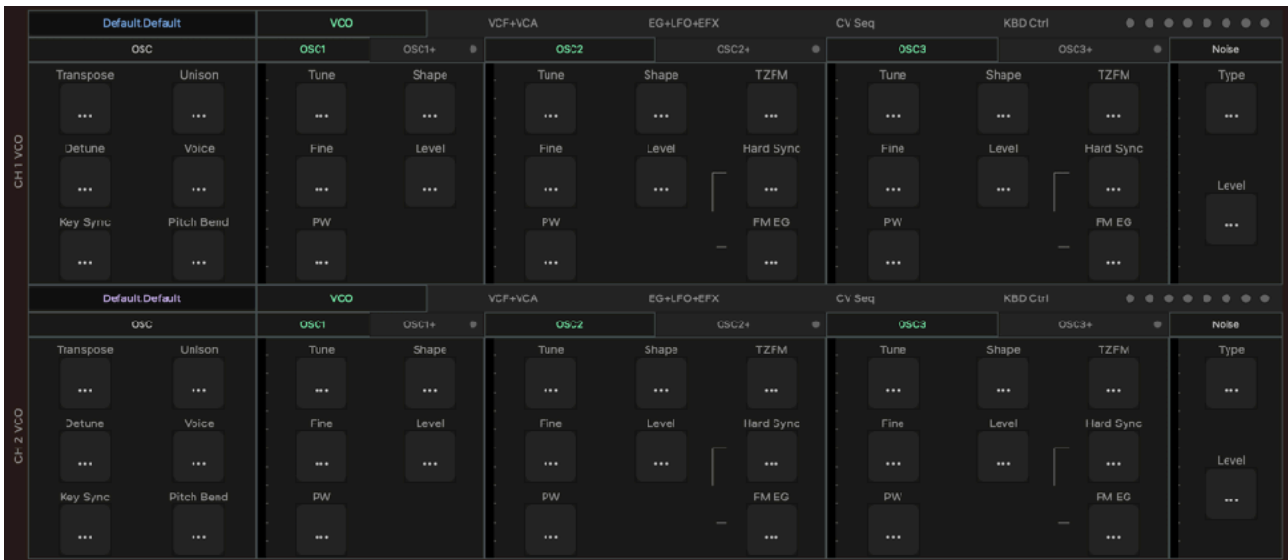 Default.Default VCO VCF+VCA EG+LFO+EFX CV Seq KBD Ctrl
OSC OSC1 OSC1+ OSC2 OSC2+ OSC3 OSC3+ Noise
Transpose Unison Tune Shape Tune Shape TZFM Tune Shape TZFM Type
... ... ... ... ... ... ... ... ... ... ...
CH 1 VCO
Detune Voice Fine Level Fine Level Hard Sync Fine Level Hard Sync
... ... ... ... ... ... ... ... ... ...
Level
Key Sync Pitch Bend PW PW FM EG PW FM EG
...
... ... ... ... ... ... ...
Default.Default VCO VCF+VCA EG+LFO+EFX CV Seq KBD Ctrl
OSC OSC1 OSC1+ OSC2 OSC2+ OSC3 OSC3+ Noise
Transpose Unison Tune Shape Tune Shape TZFM Tune Shape TZFM Type
... ... ... ... ... ... ... ... ... ... ...
CH 2 VCO
Detune Voice Fine Level Fine Level Hard Sync Fine Level Hard Sync
... ... ... ... ... ... ... ... ... ...
Level
Key Sync Pitch Bend PW PW FM EG PW FM EG
...
... ... ... ... ... ... ...